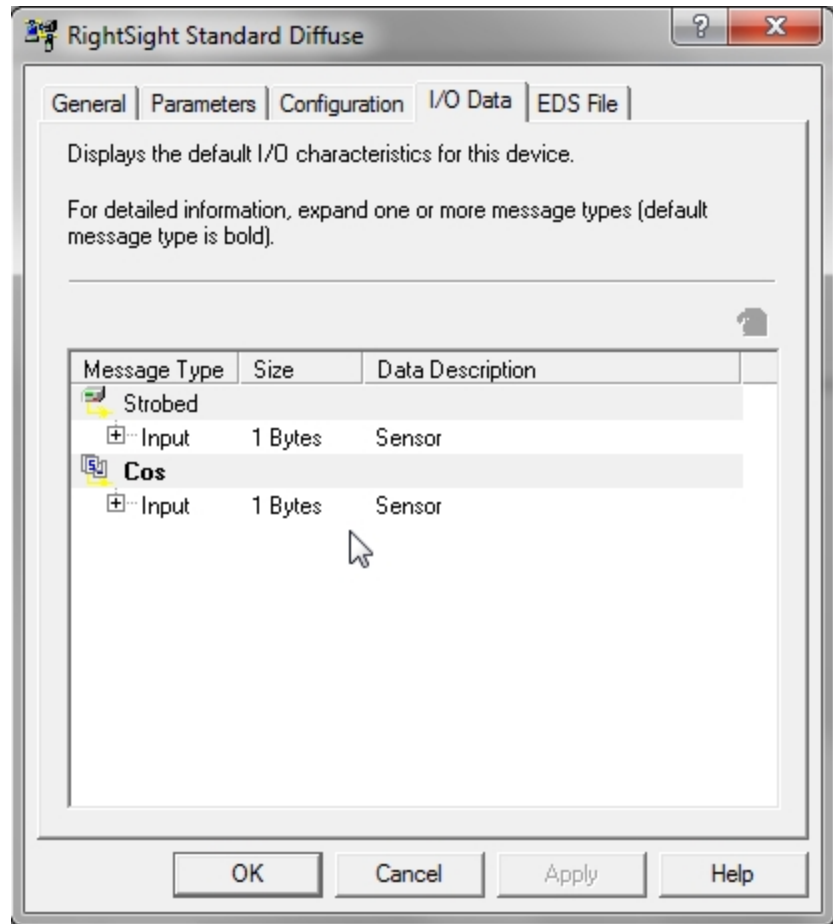 RightSight Standard Diffuse
General Parameters Configuration I/O Data EDS File
Displays the default I/O characteristics for this device.
For detailed information, expand one or more message types (default
message type is bold).
Message Type Size Data Description
Strobed
Input 1 Bytes Sensor
Cos
Input 1 Bytes Sensor
OK Cancel Apply Help